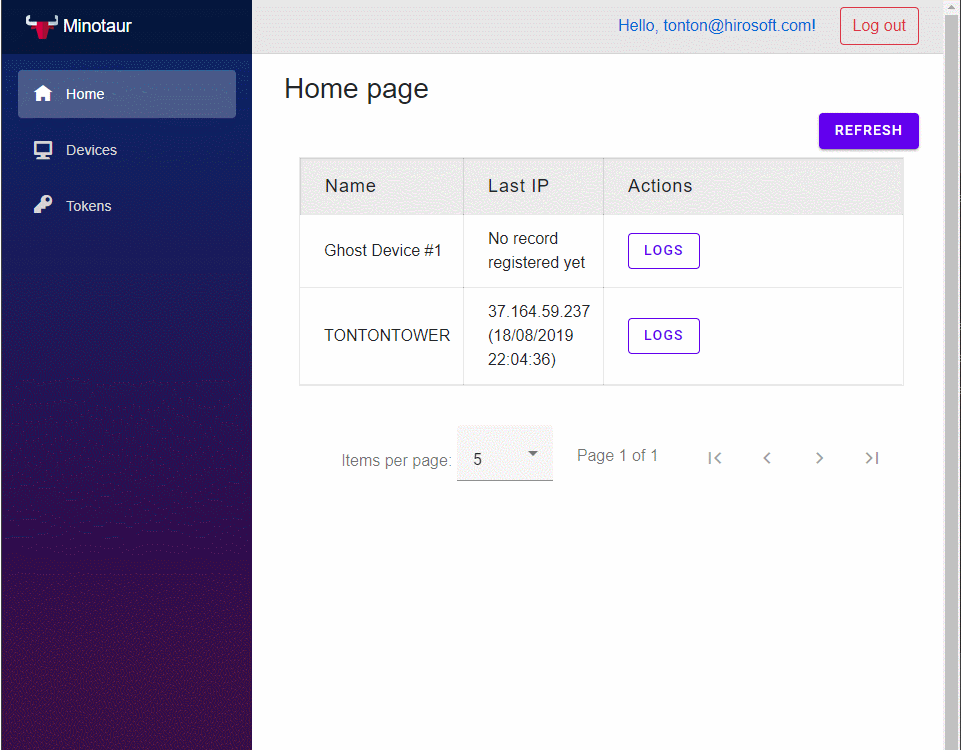 Minotaur
Hello, tonton@hirosoft.com!
Log out
Home
Devices
Tokens
Home page
REFRESH
Name
Last IP
Actions
Ghost Device #1
No record
registered yet
LOGS
TONTONTOWER
37.164.59.237
(18/08/2019
22:04:36)
LOGS
Items per page:
5
Page 1 of 1